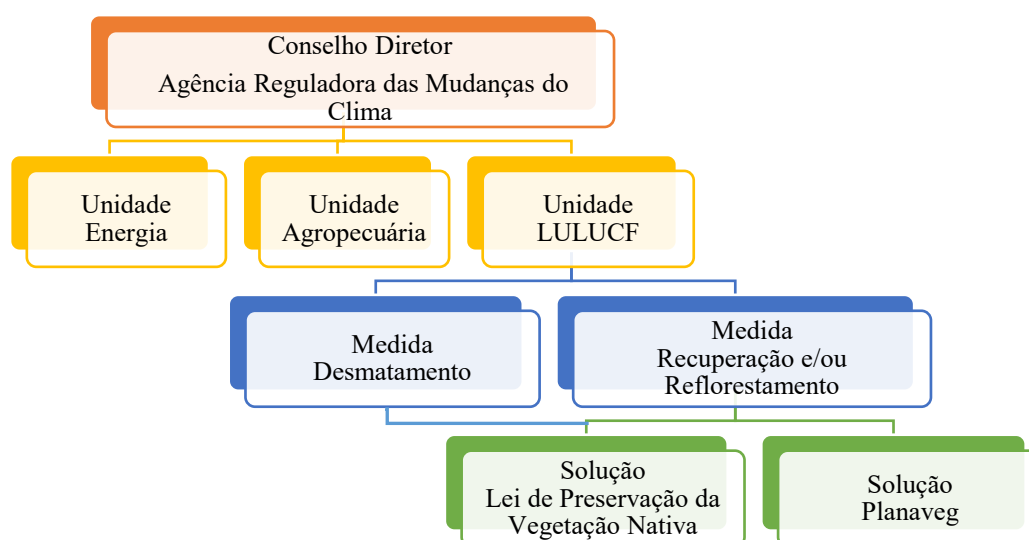 Conselho Diretor
Agência Reguladora das Mudanças do
Clima
Unidade
Energia
Unidade
Agropecuária
Unidade
LULUCF
Medida
Desmatamento
Medida
Recuperação e/ou
Reflorestamento
Solução
Lei de Preservação da
Vegetação Nativa
Solução
Planaveg